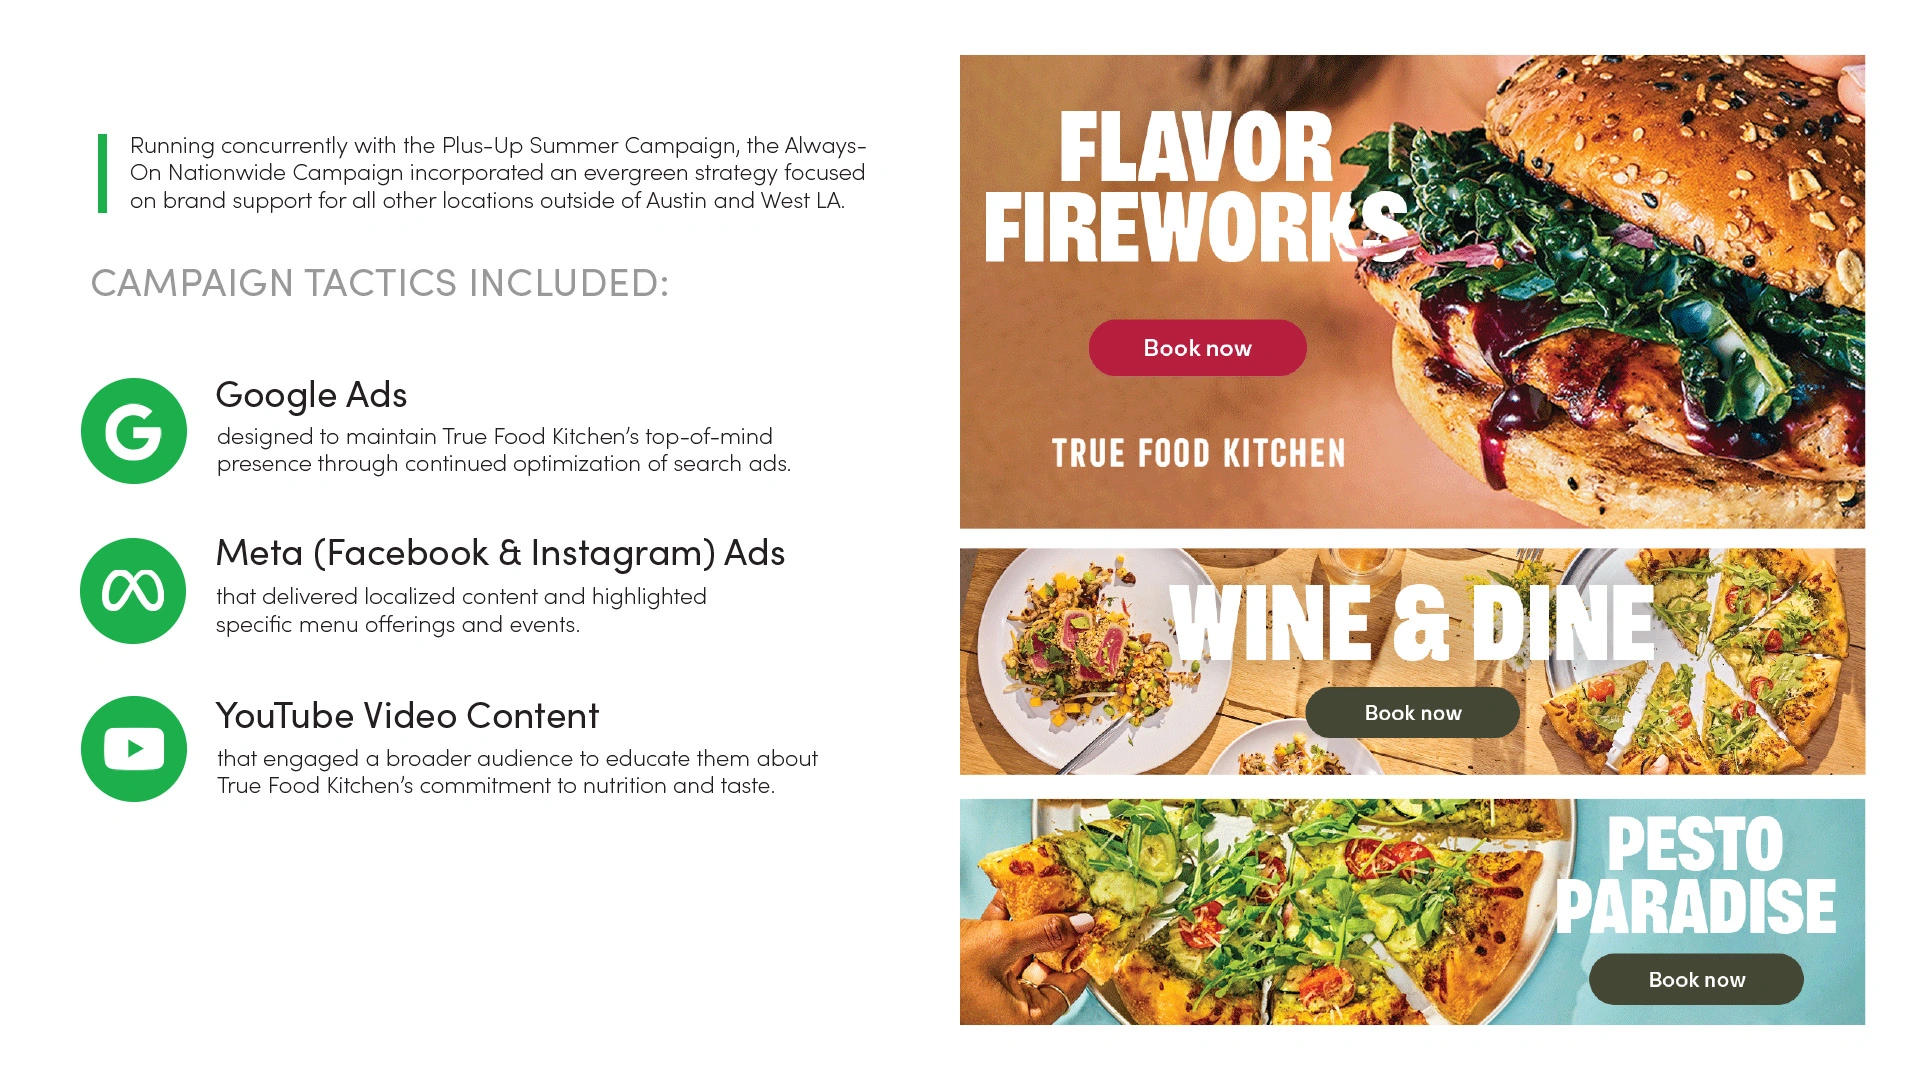 Running concurrently with the Plus-Up Summer Campaign, the Always-
On Nationwide Campaign incorporated an evergreen strategy focused
on brand support for all other locations outside of Austin and West LA.
CAMPAIGN TACTICS INCLUDED:
Google Ads
designed to maintain True Food Kitchen’s top-of-mind
presence through continued optimization of search ads.
Meta (Facebook & Instagram) Ads
that delivered localized content and highlighted
specific menu offerings and events.
YouTube Video Content
that engaged a broader audience to educate them about
True Food Kitchen’s commitment to nutrition and taste.
FLAVOR
FIREWORKS
Book now
TRUE FOOD KITCHEN
WINE & DINE
Book now
PESTO
PARADISE
Book now